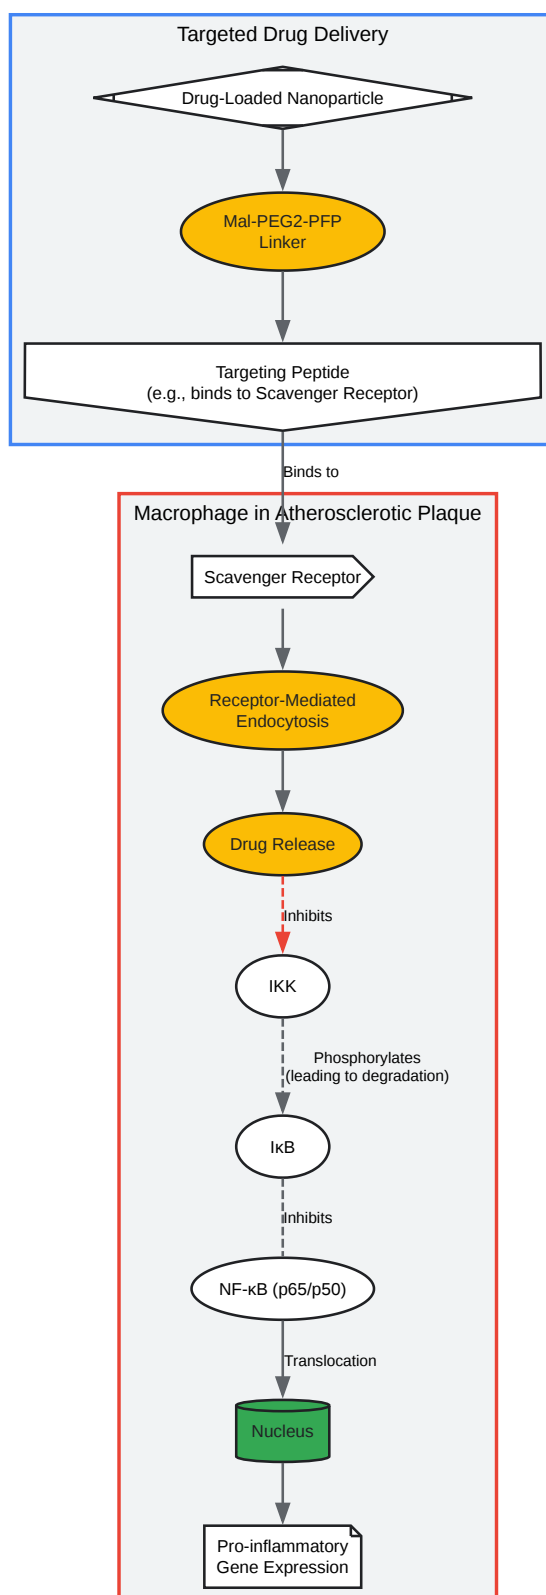 Targeted Drug Delivery
Drug-Loaded Nanoparticle
Mal-PEG2-PFP
Linker
Targeting Peptide
(e.g., binds to Scavenger Receptor)
Binds to
Macrophage in Atherosclerotic Plaque
Scavenger Receptor
Receptor-Mediated
Endocytosis
Drug Release
Inhibits
IKK
Phosphorylates
(leading to degradation)
IκB
Inhibits
NF-κB (p65/p50)
Translocation
Nucleus
Pro-inflammatory
Gene Expression